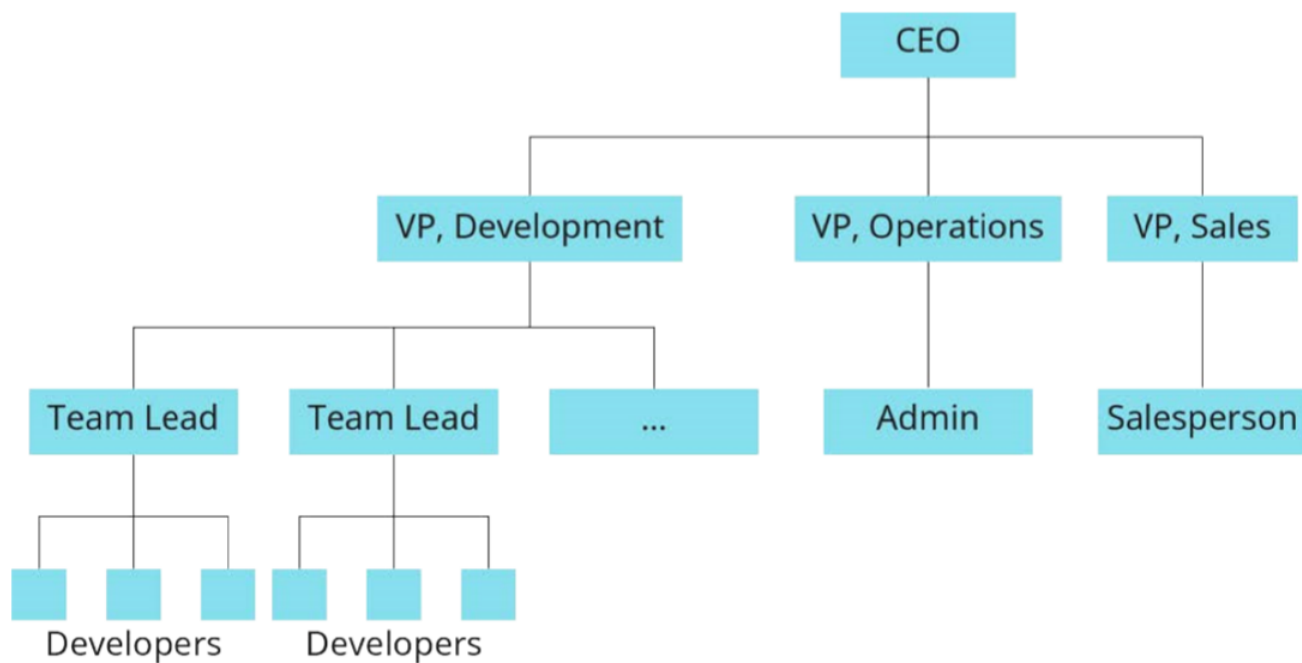 CEO
VP, Development
VP, Operations
VP, Sales
Team Lead
Team Lead
...
Admin
Salesperson
Developers
Developers